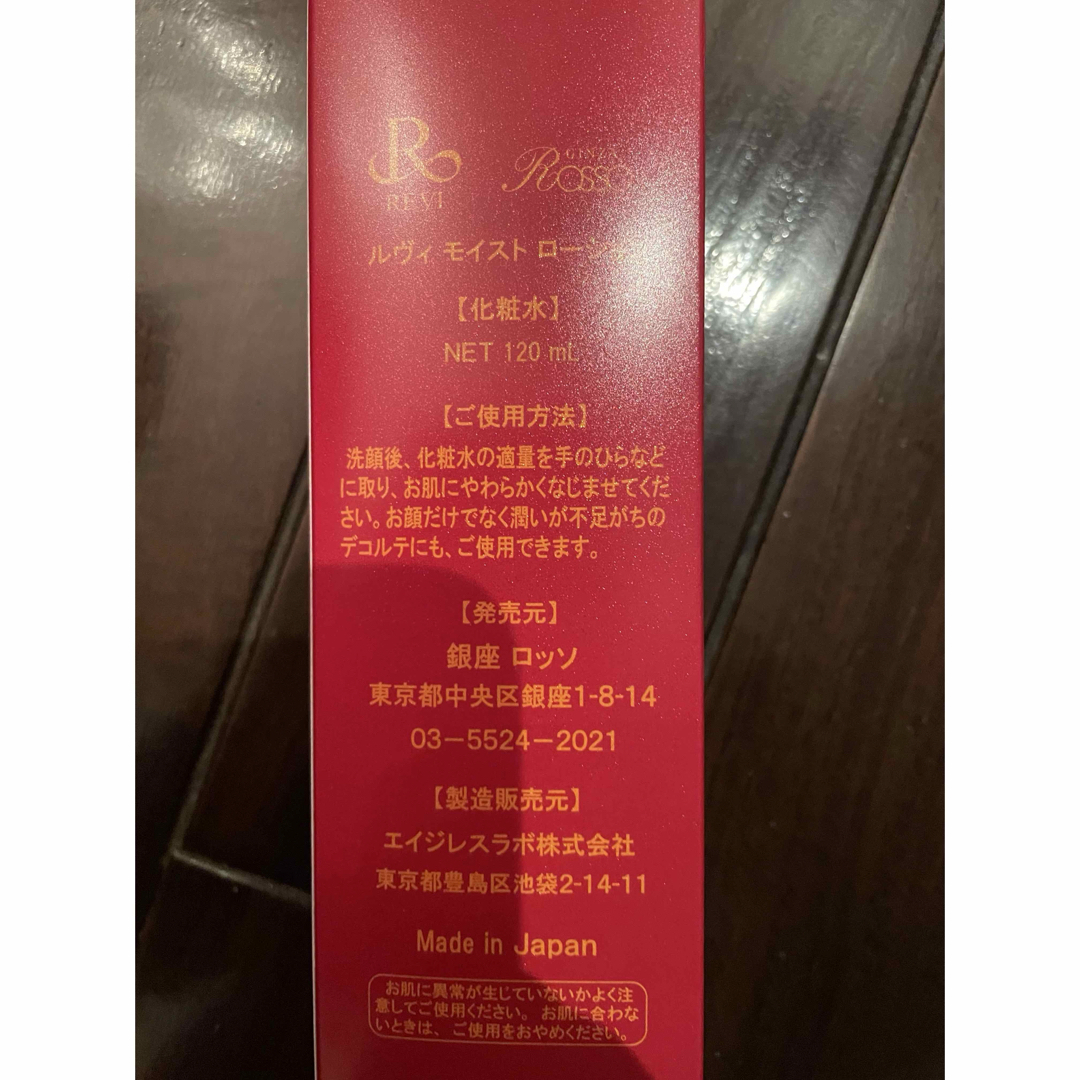 R
REVI
GINZA
Rosso
ルヴィ モイスト ローション
【化粧水】
NET 120 mL
【ご使用方法】
洗顔後、化粧水の適量を手のひらなど
に取り、お肌にやわらかくなじませてくだ
さい。お顔だけでなく潤いが不足がちの
デコルテにも、ご使用できます。
【発売元】
銀座 ロッソ
東京都中央区銀座1-8-14
03－5524－2021
【製造販売元】
エイジレスラボ株式会社
東京都豊島区池袋2-14-11
Made in Japan
お肌に異常が生じていないかよく注
意してご使用ください。 お肌に合わな
いときは、 ご使用をおやめください。